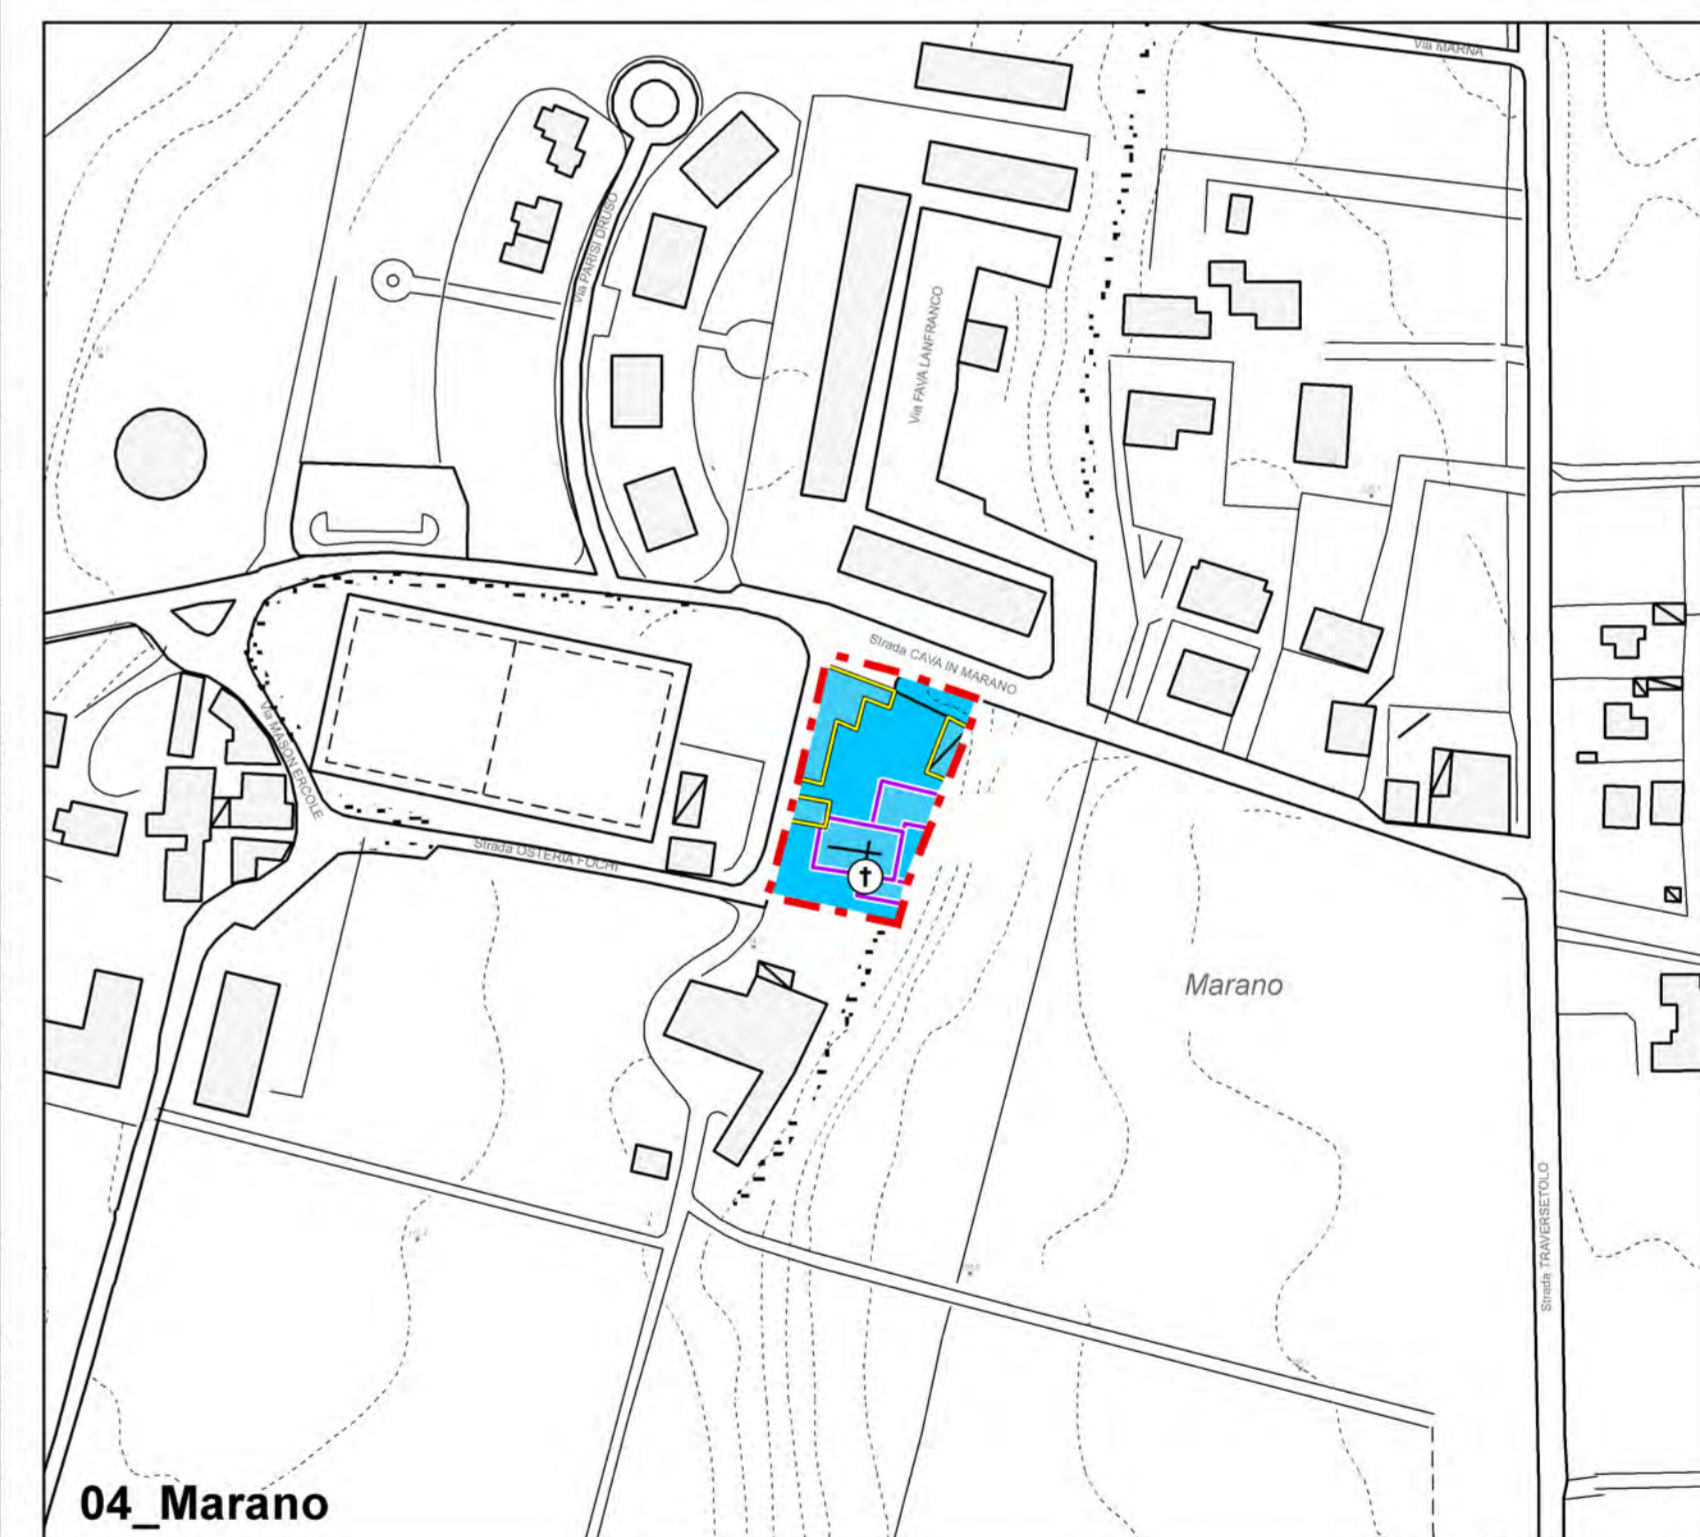 Via MARNA
Via PARISI DRUSO
Via FAVA LANFRANCO
Strada CAVA IN MARANO
Via MASON ERCOLE
Strada OSTERIA FOCHI
Marano
Strada TRAVERSETOLO
04_Marano